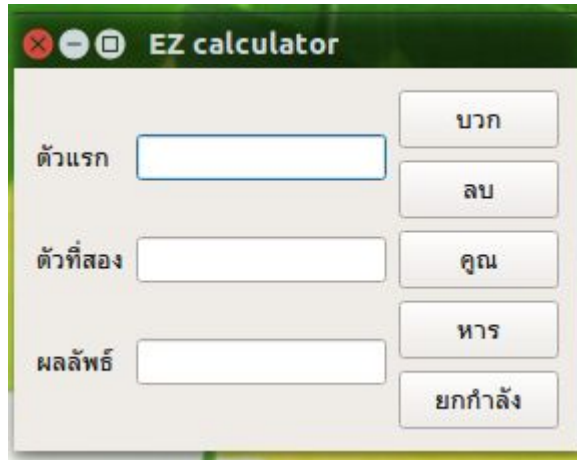 EZ calculator
ตัวแรก
ตัวที่สอง
ผลลัพธ์
บวก
ลบ
คูณ
หาร
ยกกำลัง